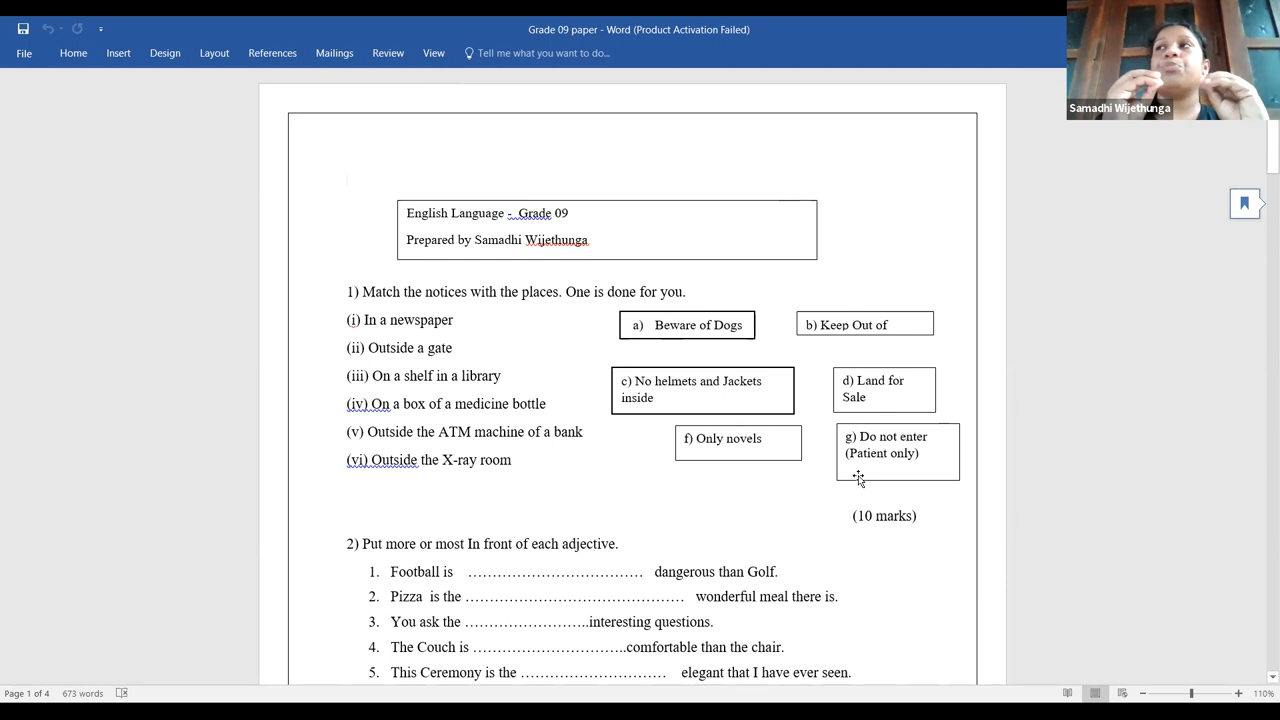 Grade 09 paper - Word (Product Activation Failed)
File Home Insert Design Layout References Mailings Review View Tell me what you want to do...
Samadhi Wijethunga
English Language - Grade 09
Prepared by Samadhi Wijethunga
1) Match the notices with the places. One is done for you.
(i) In a newspaper
(ii) Outside a gate
(iii) On a shelf in a library
(iv) On a box of a medicine bottle
(v) Outside the ATM machine of a bank
(vi) Outside the X-ray room
a) Beware of Dogs
b) Keep Out of
c) No helmets and Jackets
inside
d) Land for
Sale
f) Only novels
g) Do not enter
(Patient only)
(10 marks)
2) Put more or most In front of each adjective.
1. Football is ……………………………… dangerous than Golf.
2. Pizza is the ……………………………………… wonderful meal there is.
3. You ask the ……………………..interesting questions.
4. The Couch is …………………………..comfortable than the chair.
5. This Ceremony is the ………………………… elegant that I have ever seen.
Page 1 of 4 673 words 110%